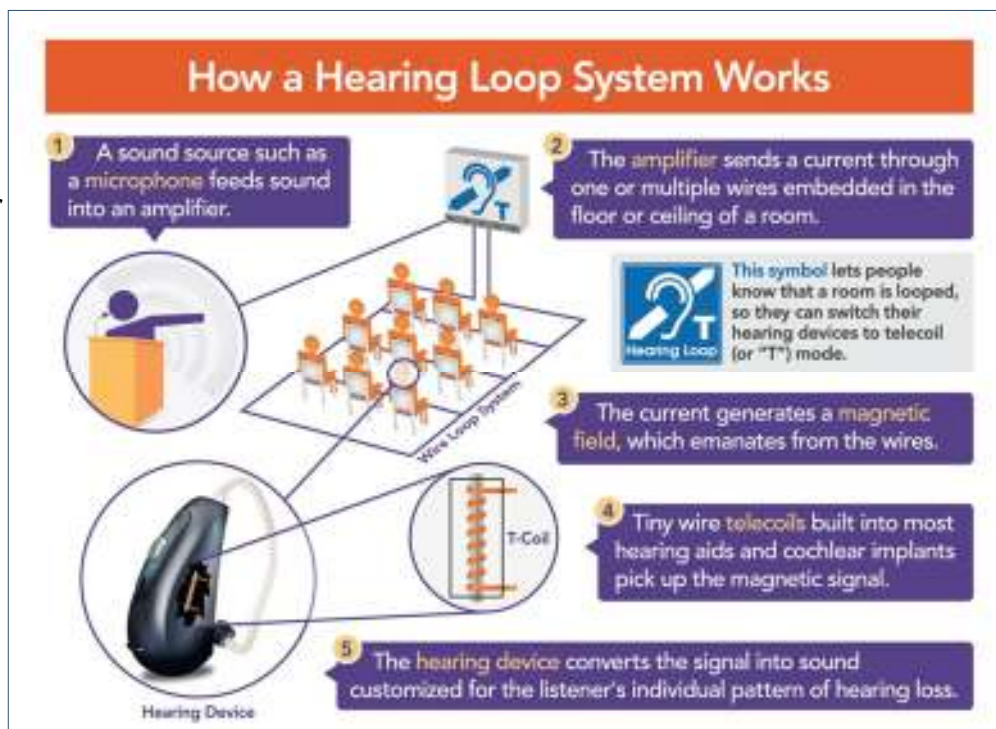 How a Hearing Loop System Works
1
A sound source such as
a microphone feeds sound
into an amplifier.
T
2
The amplifier sends a current through
one or multiple wires embedded in the
floor or ceiling of a room.
T
Hearing Loop
This symbol lets people
know that a room is looped,
so they can switch their
hearing devices to telecoil
(or "T") mode.
Wire Loop System
3
The current generates a magnetic
field, which emanates from the wires.
T-Coil
4
Tiny wire telecoils built into most
hearing aids and cochlear implants
pick up the magnetic signal.
5
The hearing device converts the signal into sound
customized for the listener's individual pattern of hearing loss.
Hearing Device